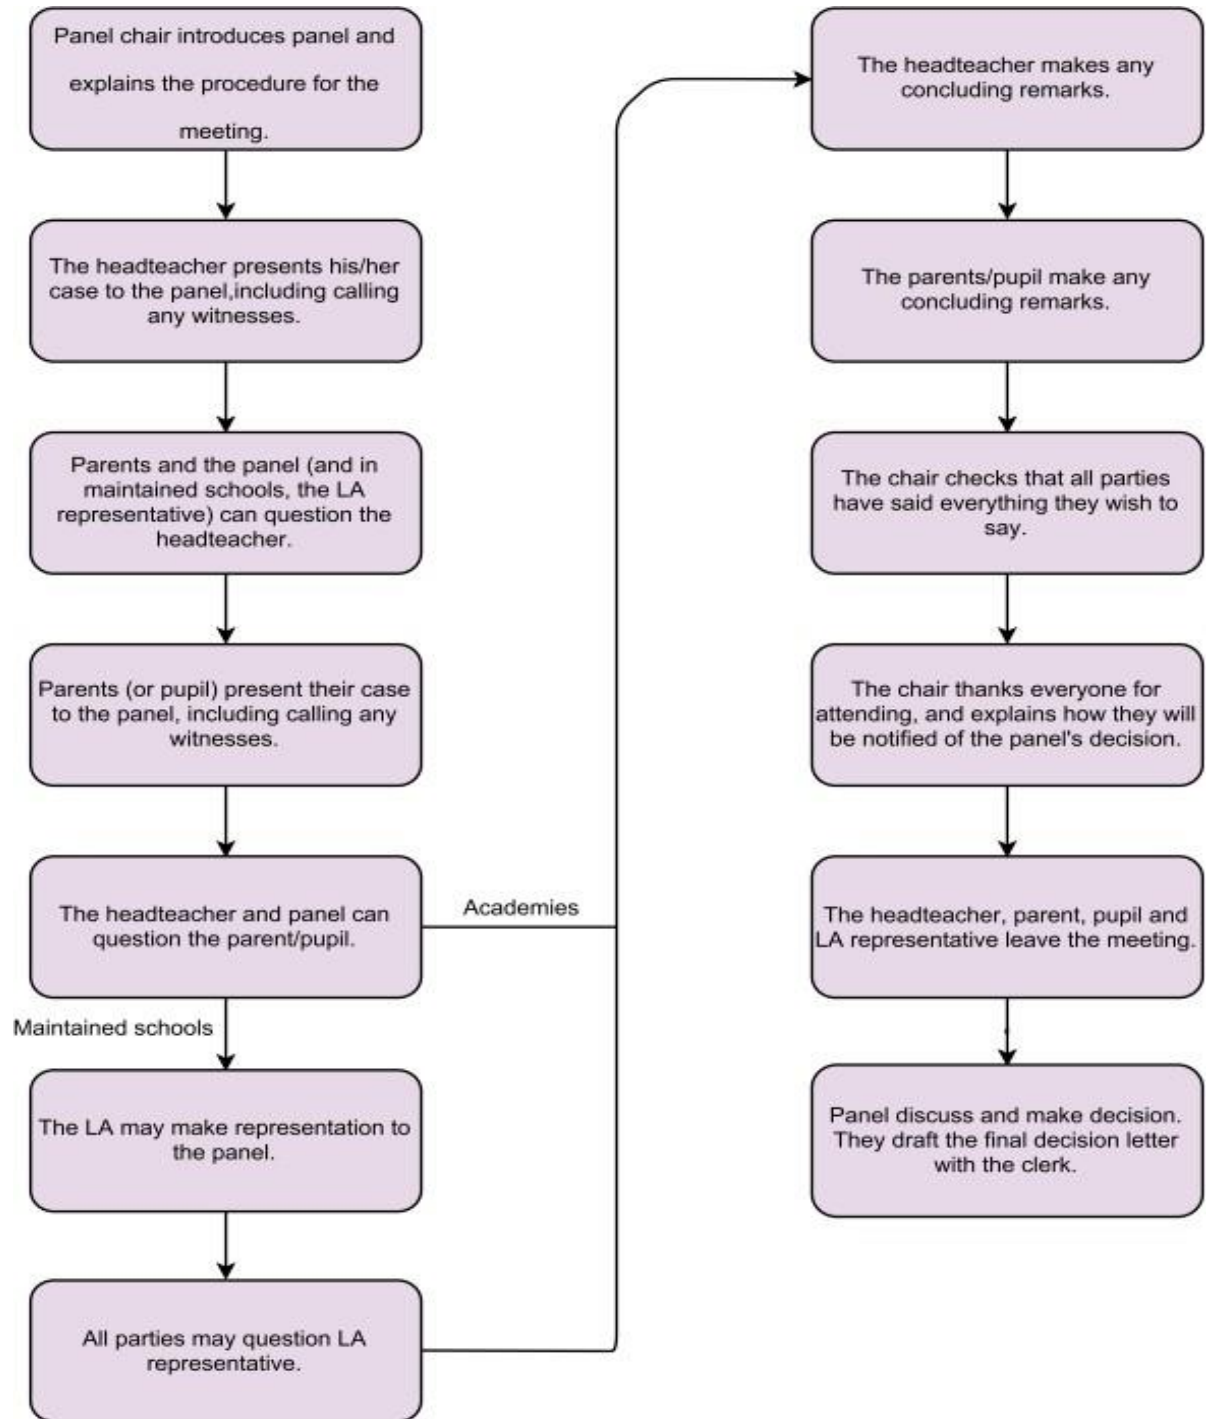 Panel chair introduces panel and
explains the procedure for the
meeting.
The headteacher presents his/her
case to the panel,including calling
any witnesses.
Parents and the panel (and in
maintained schools, the LA
representative) can question the
headteacher.
Parents (or pupil) present their case
to the panel, including calling any
witnesses.
The headteacher and panel can
question the parent/pupil.
Academies
Maintained schools
The LA may make representation to
the panel.
All parties may question LA
representative.
The headteacher makes any
concluding remarks.
The parents/pupil make any
concluding remarks.
The chair checks that all parties
have said everything they wish to
say.
The chair thanks everyone for
attending, and explains how they will
be notified of the panel's decision.
The headteacher, parent, pupil and
LA representative leave the meeting.
Panel discuss and make decision.
They draft the final decision letter
with the clerk.